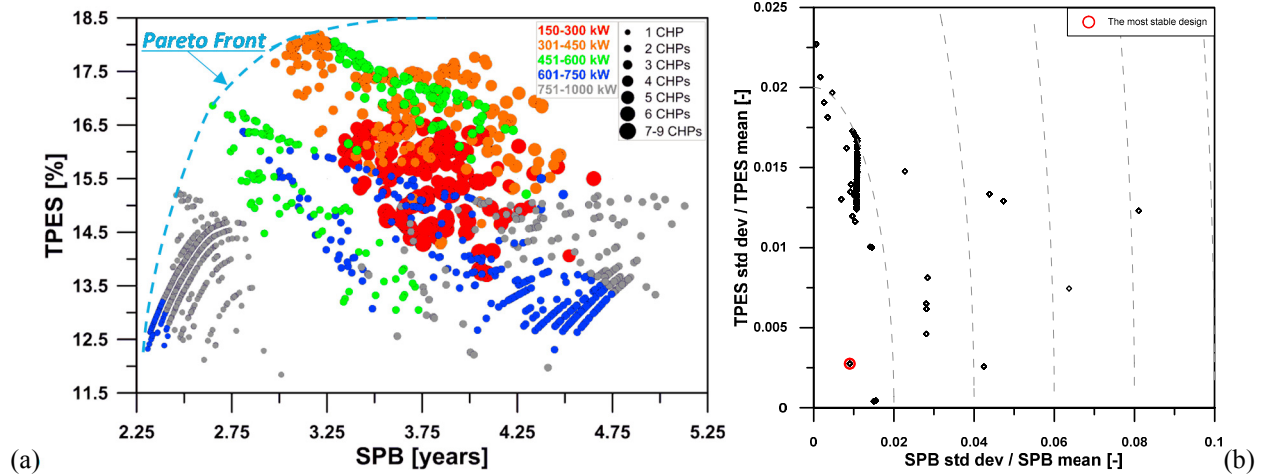 Pareto Front
150-300 kW
301-450 kW
451-600 kW
601-750 kW
751-1000 kW
1 CHP
2 CHPs
3 CHPs
4 CHPs
5 CHPs
6 CHPs
7-9 CHPs
TPES [%]
18.5
17.5
16.5
15.5
14.5
13.5
12.5
11.5
2.25 2.75 3.25 3.75 4.25 4.75 5.25
SPB [years]
(a)
The most stable design
TPES std dev / TPES mean [-]
0.025
0.02
0.015
0.01
0.005
0
0 0.02 0.04 0.06 0.08 0.1
SPB std dev / SPB mean [-]
(b)